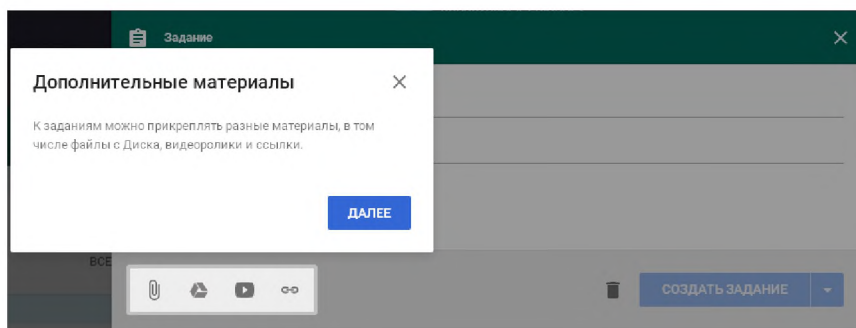 Задание
Дополнительные материалы
К заданиям можно прикреплять разные материалы, в том
числе файлы с Диска, видеоролики и ссылки.
ДАЛЕЕ
ВСЕ
СОЗДАТЬ ЗАДАНИЕ